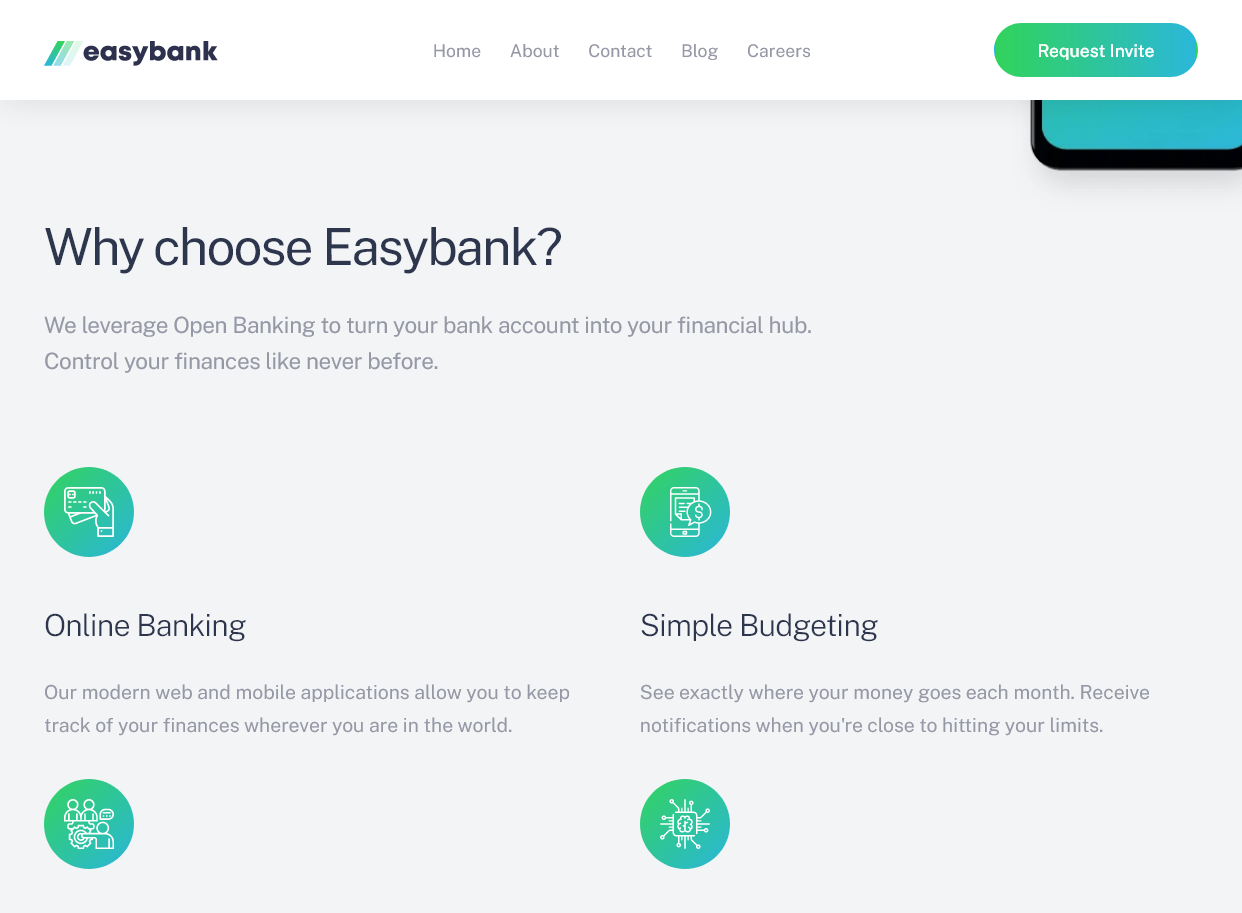 easybank
Home
About
Contact
Blog
Careers
Request Invite
Why choose Easybank?
We leverage Open Banking to turn your bank account into your financial hub.
Control your finances like never before.
Online Banking
Our modern web and mobile applications allow you to keep
track of your finances wherever you are in the world.
Simple Budgeting
See exactly where your money goes each month. Receive
notifications when you're close to hitting your limits.